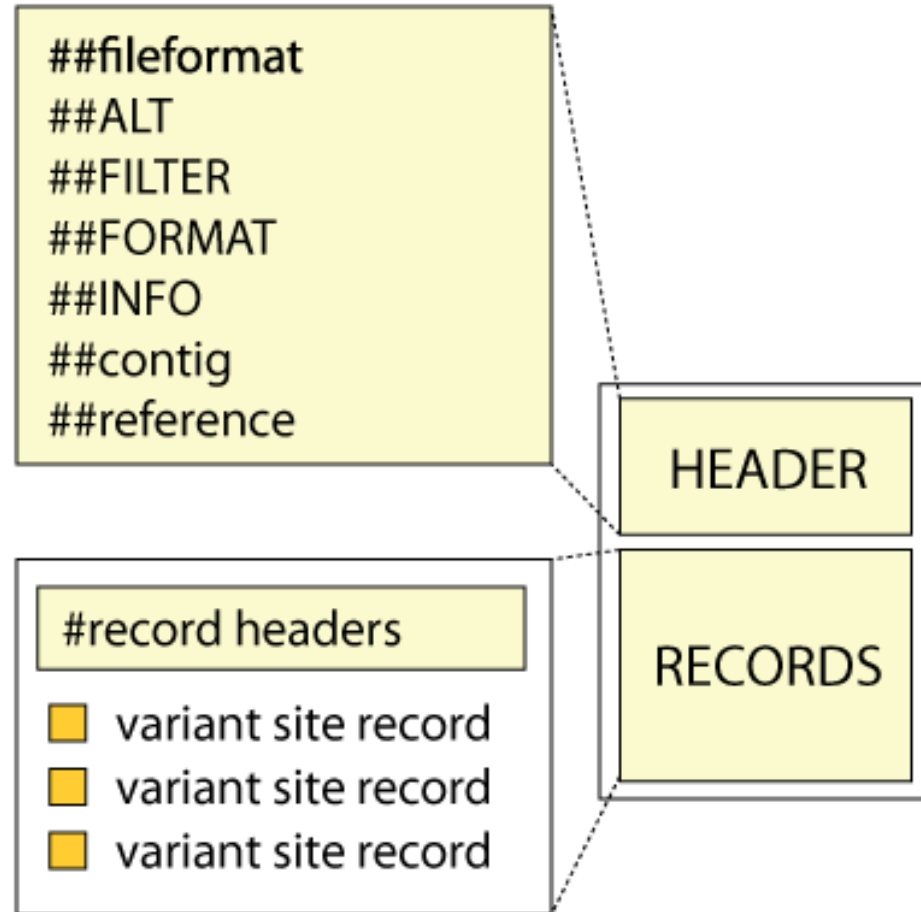 ##fileformat
##ALT
##FILTER
##FORMAT
##INFO
##contig
##reference
HEADER
#record headers
variant site record
variant site record
variant site record
RECORDS